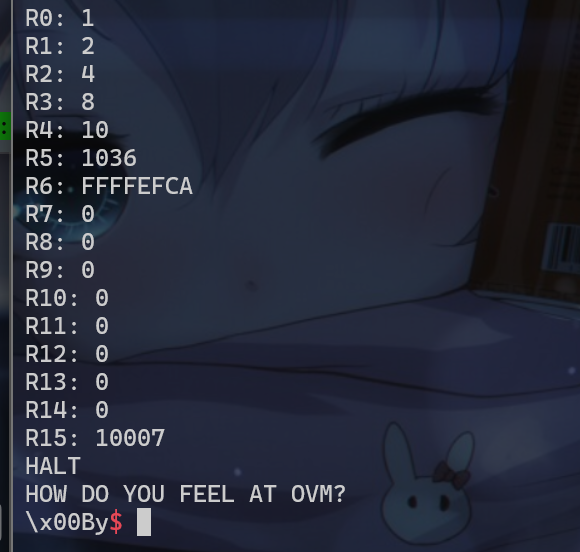 R0: 1
R1: 2
R2: 4
R3: 8
R4: 10
R5: 1036
R6: FFFFEFCA
R7: 0
R8: 0
R9: 0
R10: 0
R11: 0
R12: 0
R13: 0
R14: 0
R15: 10007
HALT
HOW DO YOU FEEL AT OVM?
\x00By$